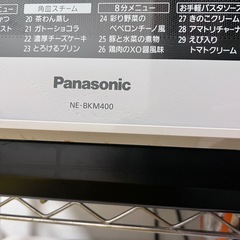 角皿スチーム
8分メニュー
お手軽パスタソース
20 茶わん蒸し
21 ガトーショコラ
22 濃厚チーズケーキ
23 とろけるプリン
24 彩り野菜の
ペペロンチーノ風
25 豚と水菜の煮物
26 鶏肉のXO醤風味
27 きのこクリーム
28 アマトリチャーナ
29 えび入り
トマトクリーム
Panasonic
NE-BKM400